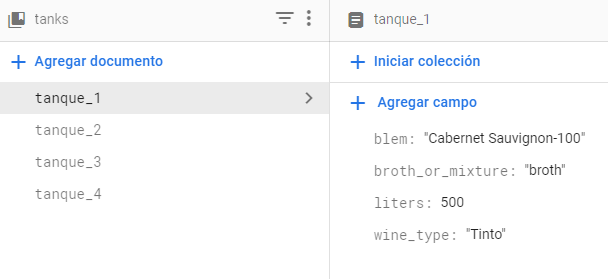 tanks
Agregar documento
tanque_1
tanque_2
tanque_3
tanque_4
tanque_1
Iniciar colección
Agregar campo
blem: "Cabernet Sauvignon-100"
broth_or_mixture: "broth"
liters: 500
wine_type: "Tinto"